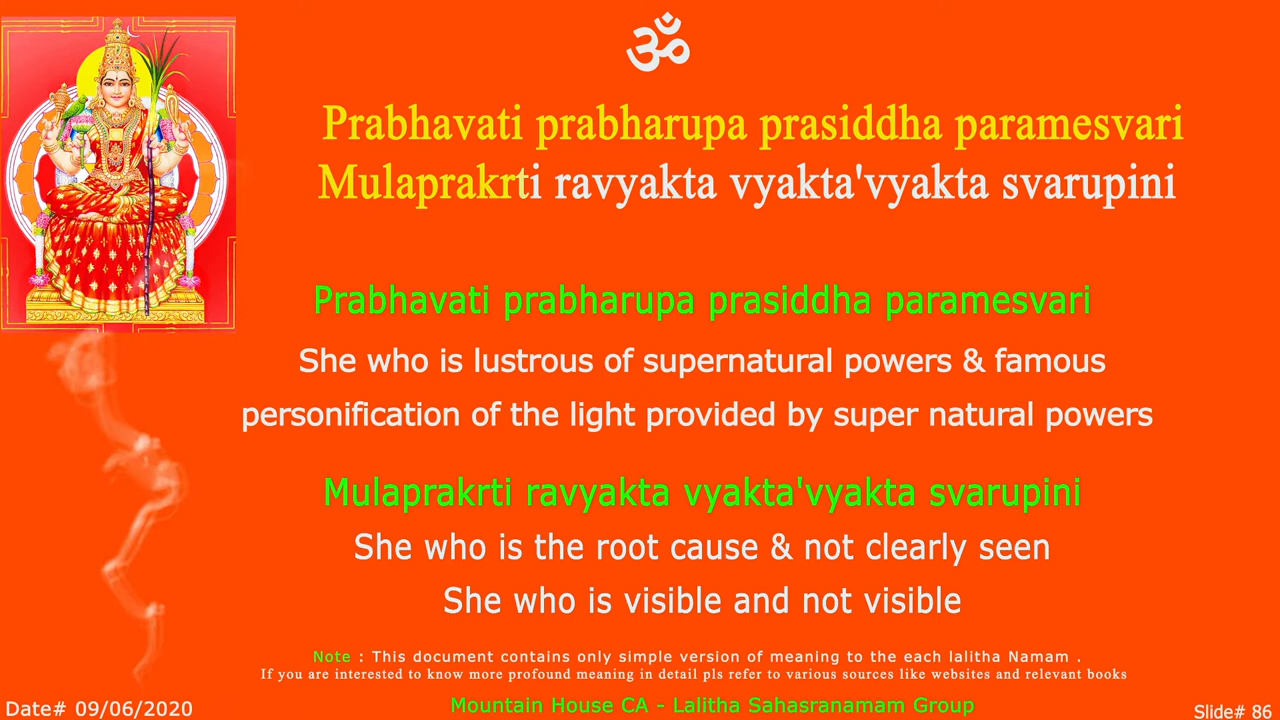 ॐ
Prabhavati prabharupa prasiddha paramesvari
Mulaprakrti ravyakta vyakta'vyakta svarupini
Prabhavati prabharupa prasiddha paramesvari
She who is lustrous of supernatural powers & famous
personification of the light provided by super natural powers
Mulaprakrti ravyakta vyakta'vyakta svarupini
She who is the root cause & not clearly seen
She who is visible and not visible
Note : This document contains only simple version of meaning to the each lalitha Namam .
If you are interested to know more profound meaning in detail pls refer to various sources like websites and relevant books
Date# 09/06/2020
Mountain House CA - Lalitha Sahasranamam Group
Slide# 86